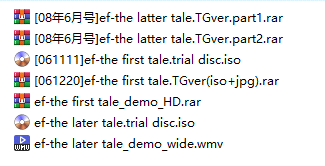 [08年6月号]ef-the latter tale.TGver.part1.rar
[08年6月号]ef-the latter tale.TGver.part2.rar
[061111]ef-the first tale.trial disc.iso
[061220]ef-the first tale.TGver(iso+jpg).rar
ef-the first tale_demo_HD.rar
ef-the later tale.trial disc.iso
ef-the later tale_demo_wide.wmv